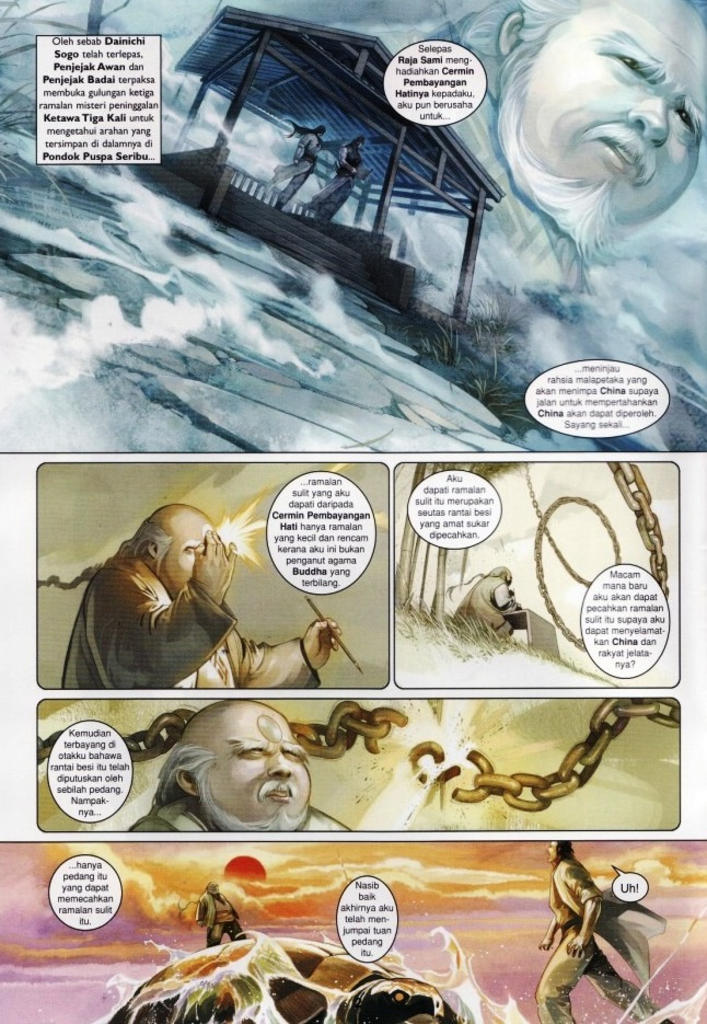 Oleh sebab Dainichi
Sogo telah terlepas,
Penjejak Awan dan
Penjejak Badai terpaksa
membuka gulungan ketiga
ramalan misteri peninggalan
Ketawa Tiga Kali untuk
mengetahui arahan yang
tersimpan di dalamnya di
Pondok Puspa Seribu...
Selepas
Raja Sami meng-
hadiahkan Cermin
Pembayangan
Hatinya kepadaku,
aku pun berusaha
untuk...
...meninjau
rahsia malapetaka yang
akan menimpa China supaya
jalan untuk mempertahankan
China akan dapat diperoleh.
Sayang sekali...
...ramalan
sulit yang aku
dapati daripada
Cermin Pembayangan
Hati hanya ramalan
yang kecil dan rencam
kerana aku ini bukan
penganut agama
Buddha yang
terbilang.
Aku
dapati ramalan
sulit itu merupakan
seutas rantai besi
yang amat sukar
dipecahkan.
Macam
mana baru
aku akan dapat
pecahkan ramalan
sulit itu supaya aku
dapat menyelamat-
kan China dan
rakyat jelata-
nya?
Kemudian
terbayang di
otakku bahawa
rantai besi itu telah
diputuskan oleh
sebilah pedang.
Nampak-
nya...
...hanya
pedang itu
yang dapat
memecahkan
ramalan sulit
itu.
Nasib
baik
akhirnya aku
telah men-
jumpai tuan
pedang
itu.
Uh!